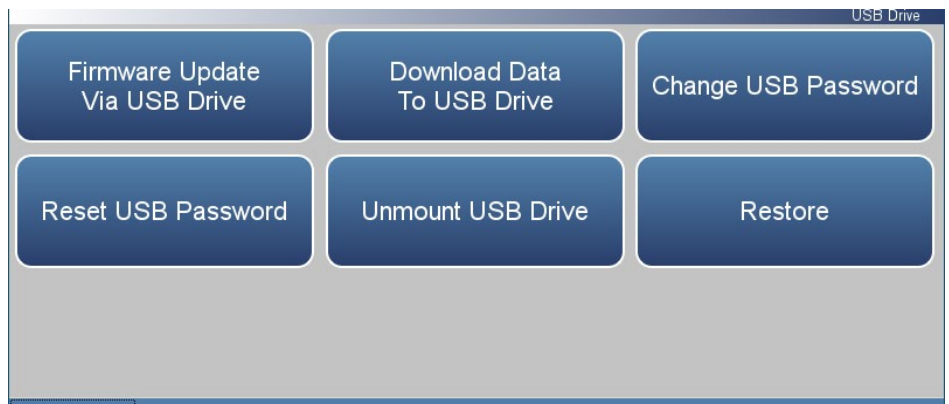 USB Drive
Firmware Update
Via USB Drive
Download Data
To USB Drive
Change USB Password
Reset USB Password
Unmount USB Drive
Restore